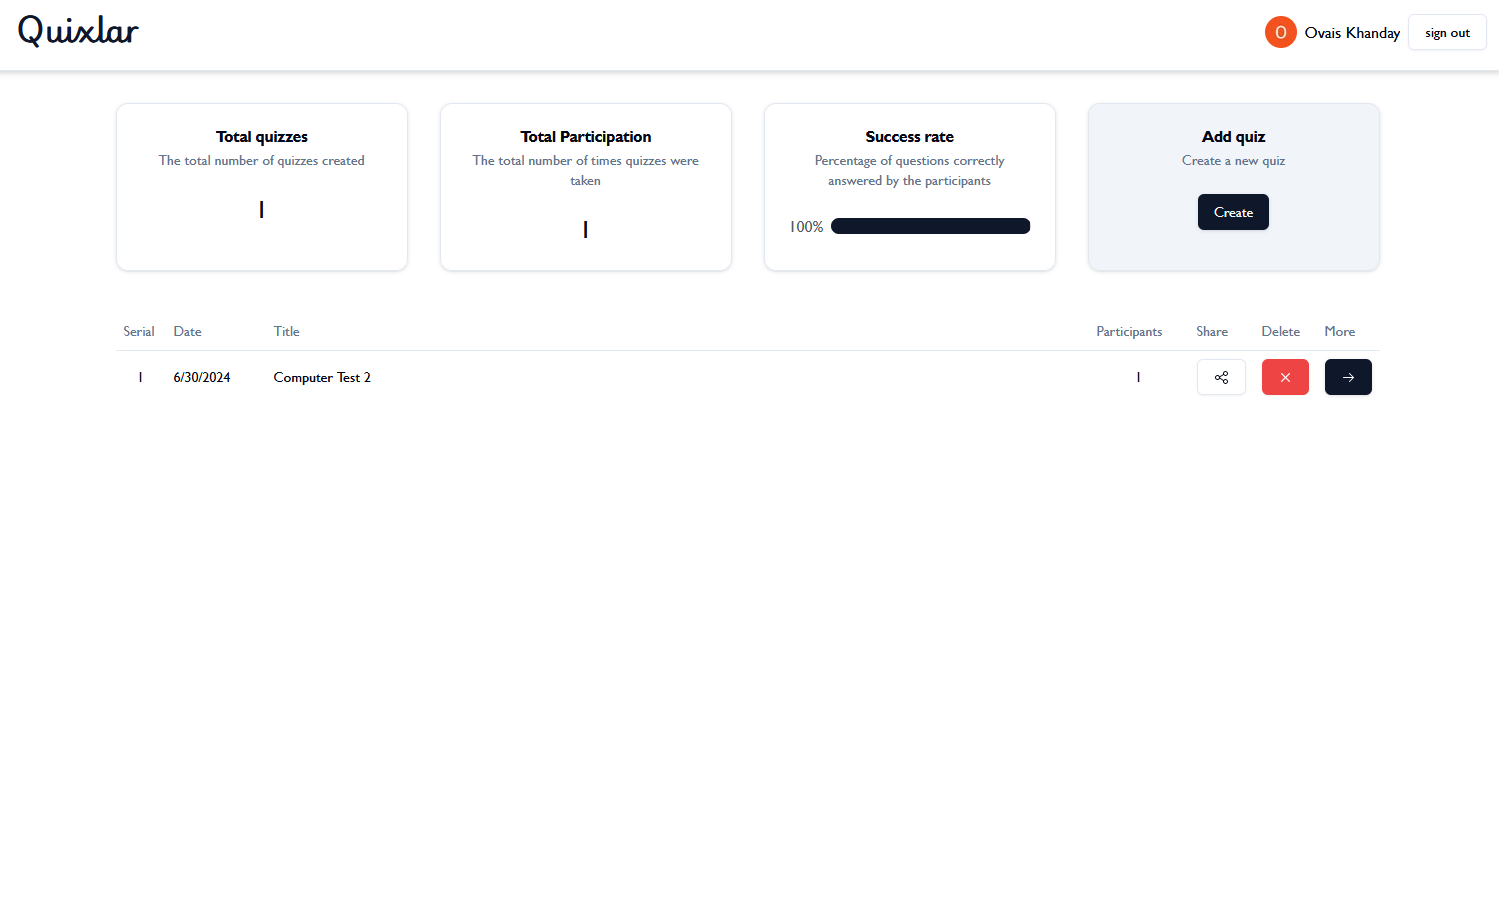 Quixlar
O Ovais Khanday sign out
Total quizzes
The total number of quizzes created
1
Total Participation
The total number of times quizzes were
taken
1
Success rate
Percentage of questions correctly
answered by the participants
100%
Add quiz
Create a new quiz
Create
Serial Date Title Participants Share Delete More
1 6/30/2024 Computer Test 2 1